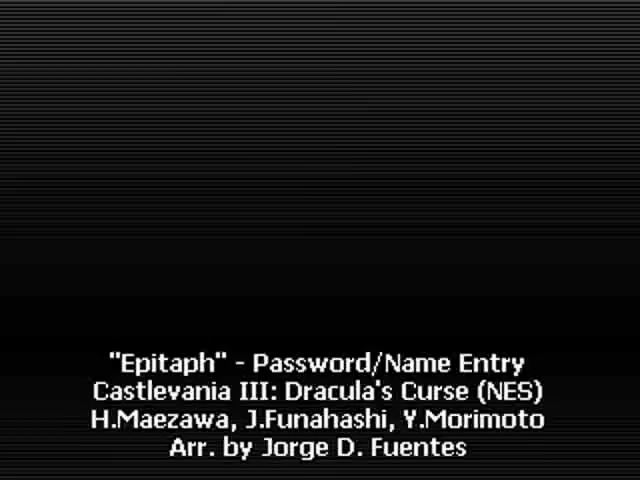 "Epitaph" - Password/Name Entry
Castlevania III: Dracula's Curse (NES)
H.Maezawa, J.Funahashi, Y.Morimoto
Arr. by Jorge D. Fuentes